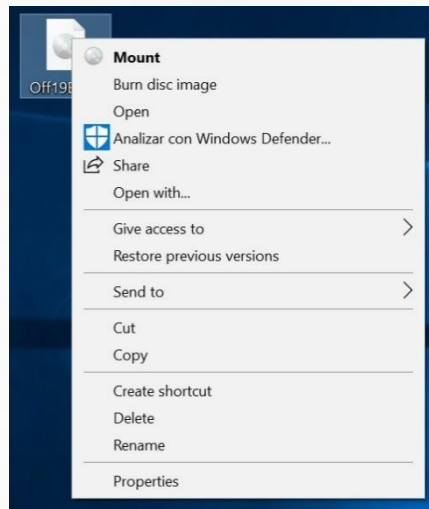 Off19E
Mount
Burn disc image
Open
Analizar con Windows Defender...
Share
Open with...
Give access to
Restore previous versions
Send to
Cut
Copy
Create shortcut
Delete
Rename
Properties